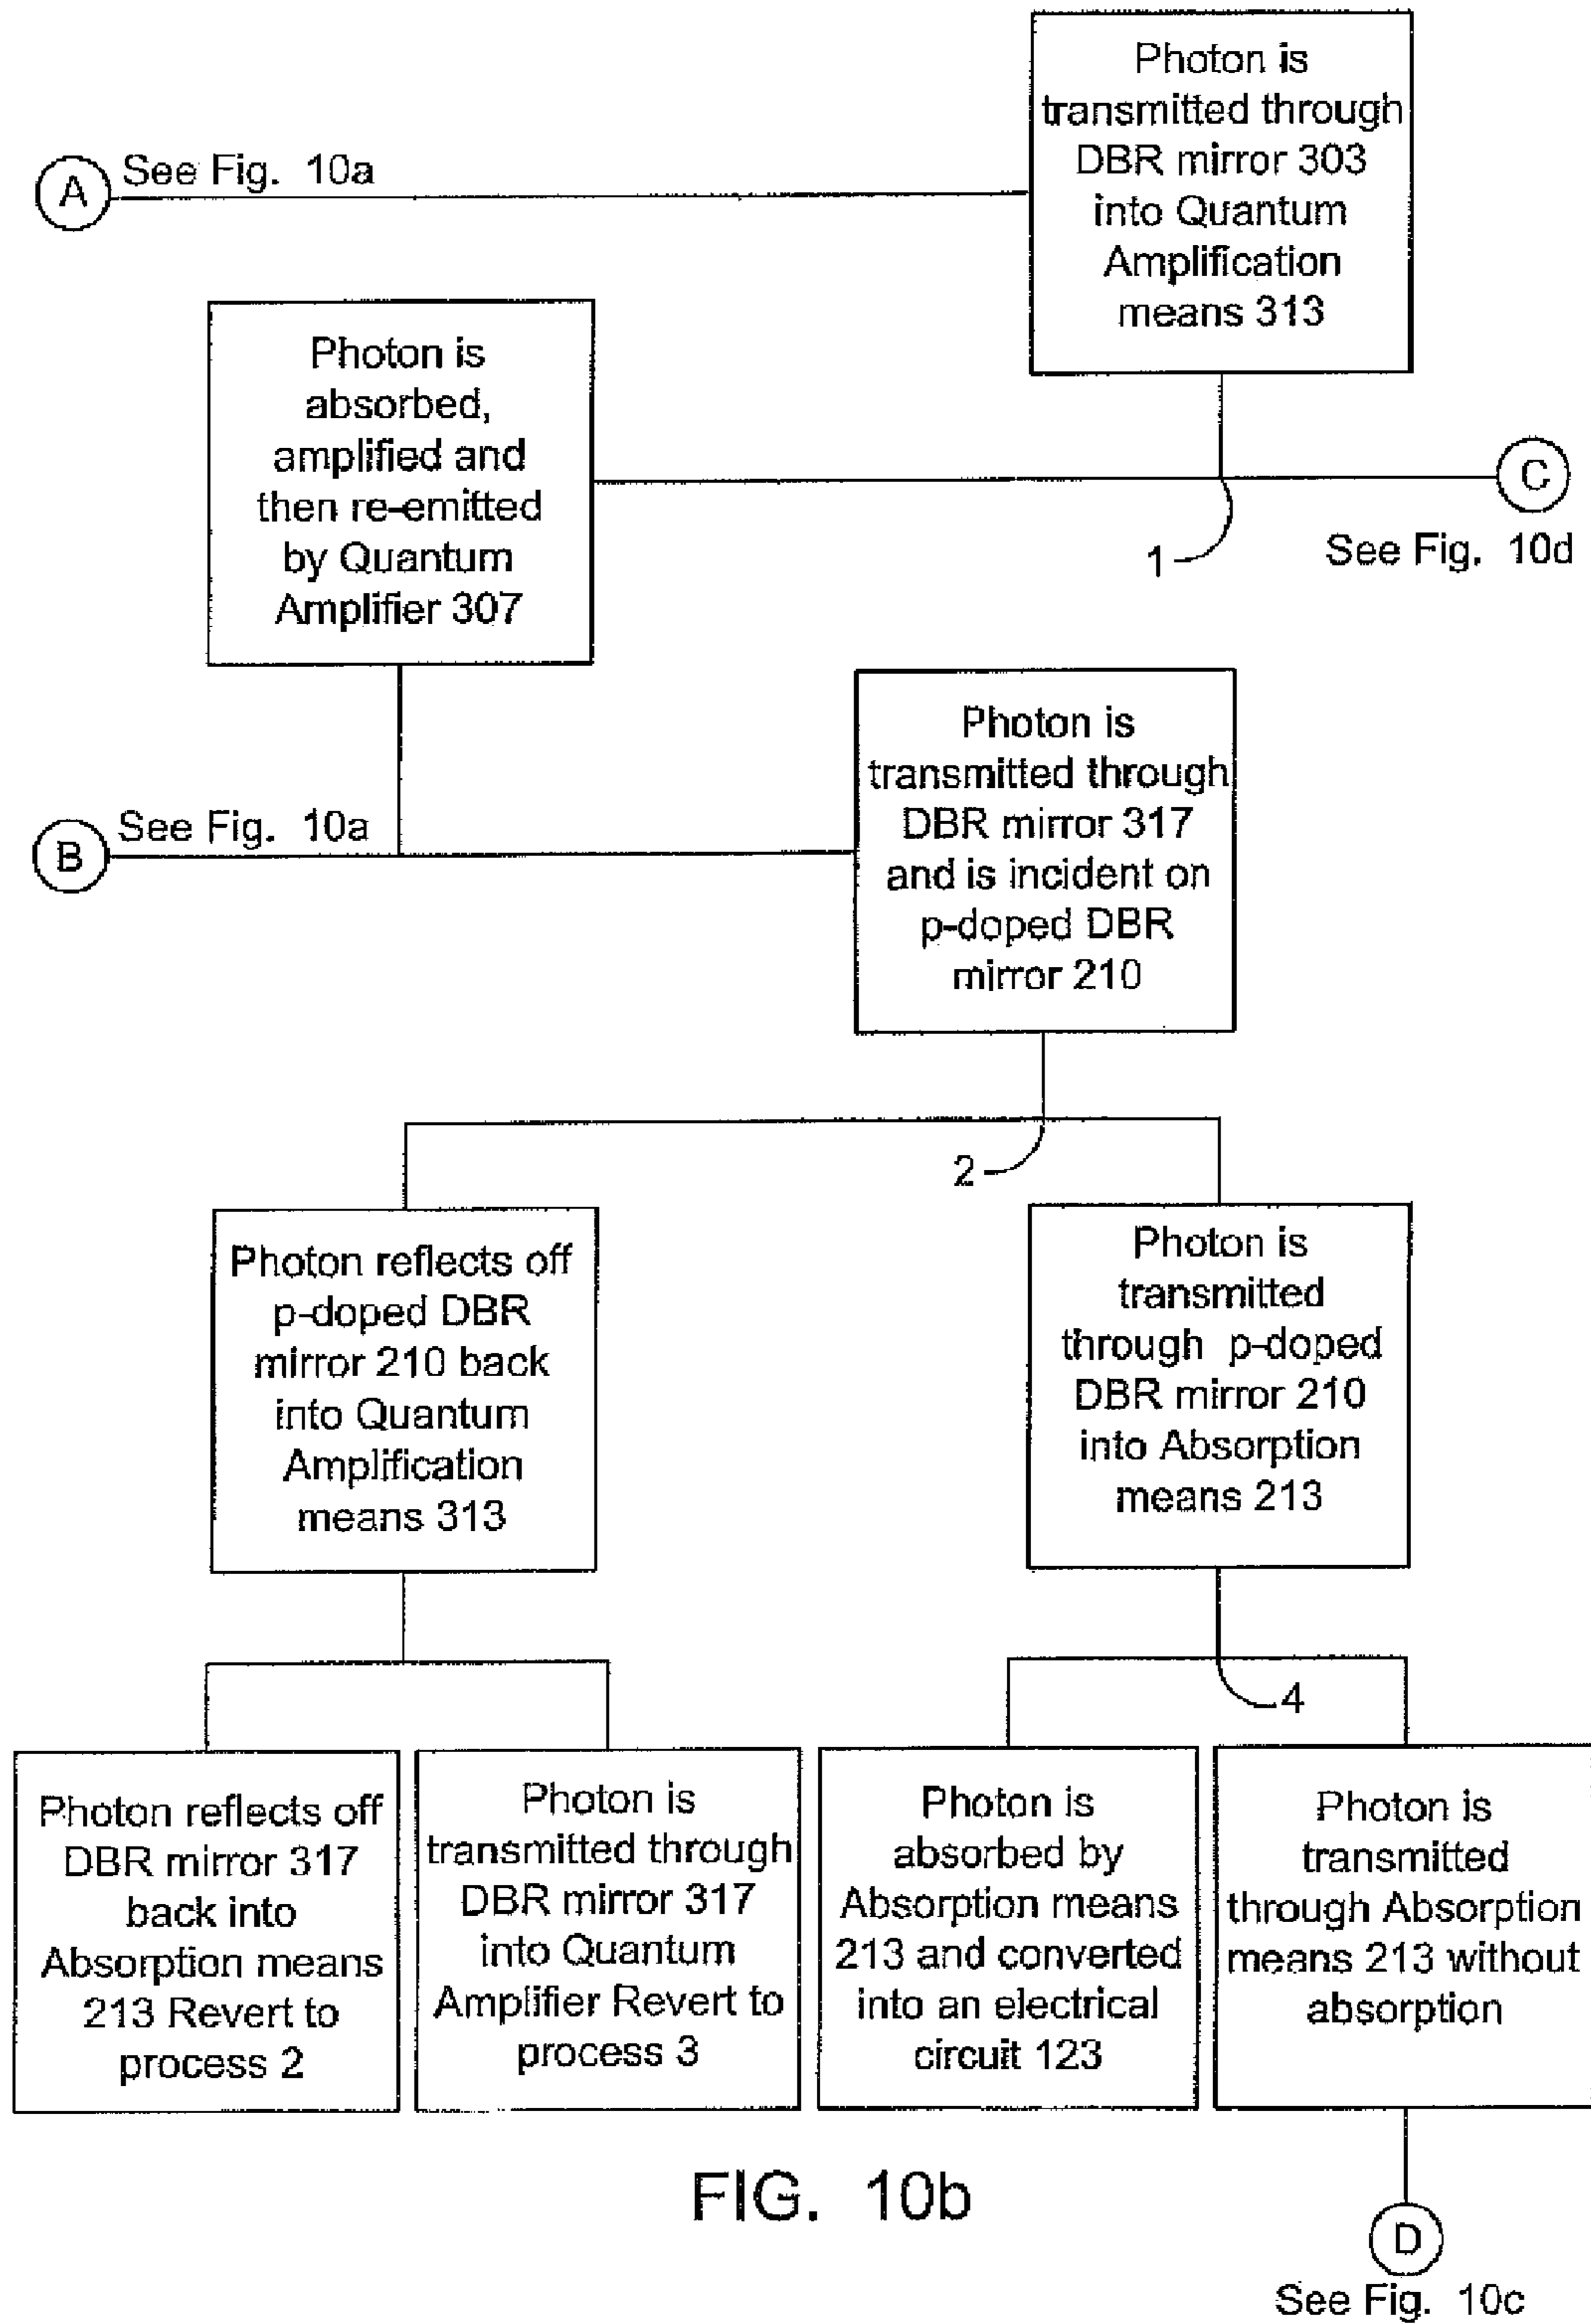 Photon is
transmitted through
DBR mirror 303
into Quantum
Amplification
means 313
A
See Fig. 10a
Photon is
absorbed,
amplified and
then re-emitted
by Quantum
Amplifier 307
C
See Fig. 10d
1
Photon is
transmitted through
DBR mirror 317
and is incident on
p-doped DBR
mirror 210
B
See Fig. 10a
2
Photon reflects off
p-doped DBR
mirror 210 back
into Quantum
Amplification
means 313
Photon is
transmitted
through p-doped
DBR mirror 210
into Absorption
means 213
4
Photon reflects off
DBR mirror 317
back into
Absorption means
213 Revert to
process 2
Photon is
transmitted through
DBR mirror 317
into Quantum
Amplifier Revert to
process 3
Photon is
absorbed by
Absorption means
213 and converted
into an electrical
circuit 123
Photon is
transmitted
through Absorption
means 213 without
absorption
FIG. 10b
D
See Fig. 10c